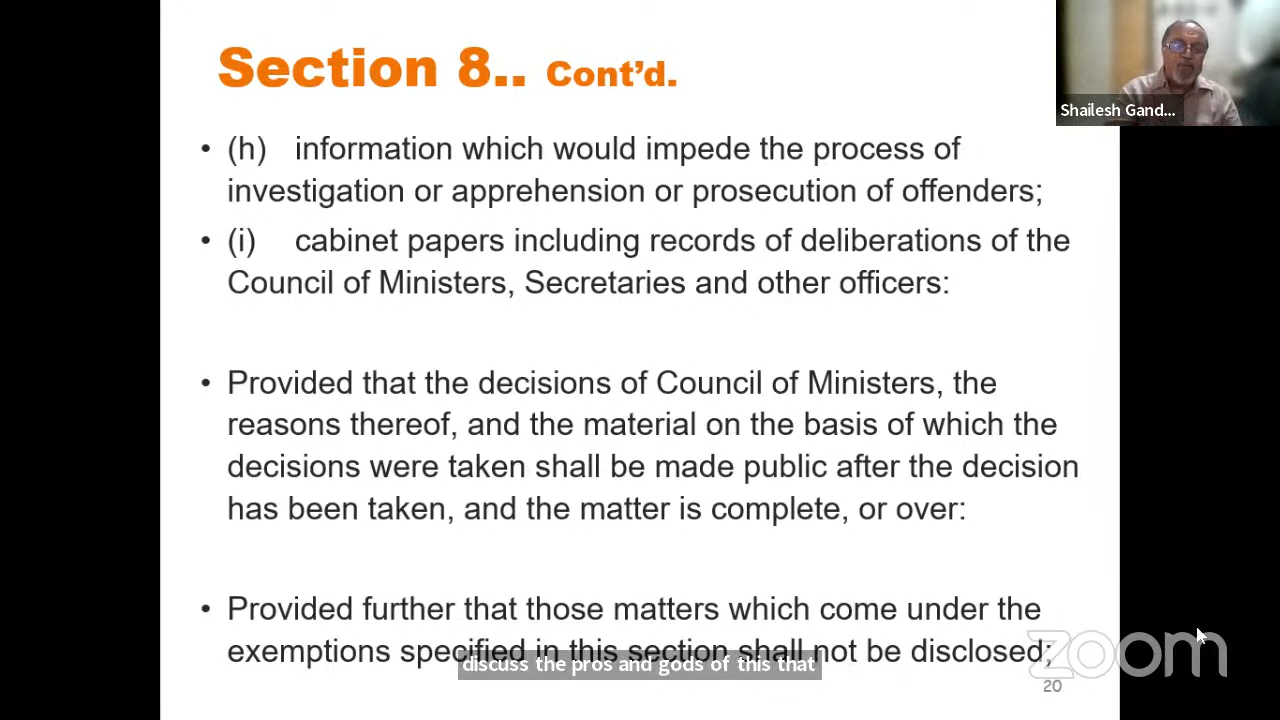 Section 8.. Cont’d.
Shailesh Gand...
• (h) information which would impede the process of
investigation or apprehension or prosecution of offenders;
• (i) cabinet papers including records of deliberations of the
Council of Ministers, Secretaries and other officers:
• Provided that the decisions of Council of Ministers, the
reasons thereof, and the material on the basis of which the
decisions were taken shall be made public after the decision
has been taken, and the matter is complete, or over:
• Provided further that those matters which come under the
exemptions specified in this section shall not be disclosed;
discuss the pros and gods of this that
zoom
20